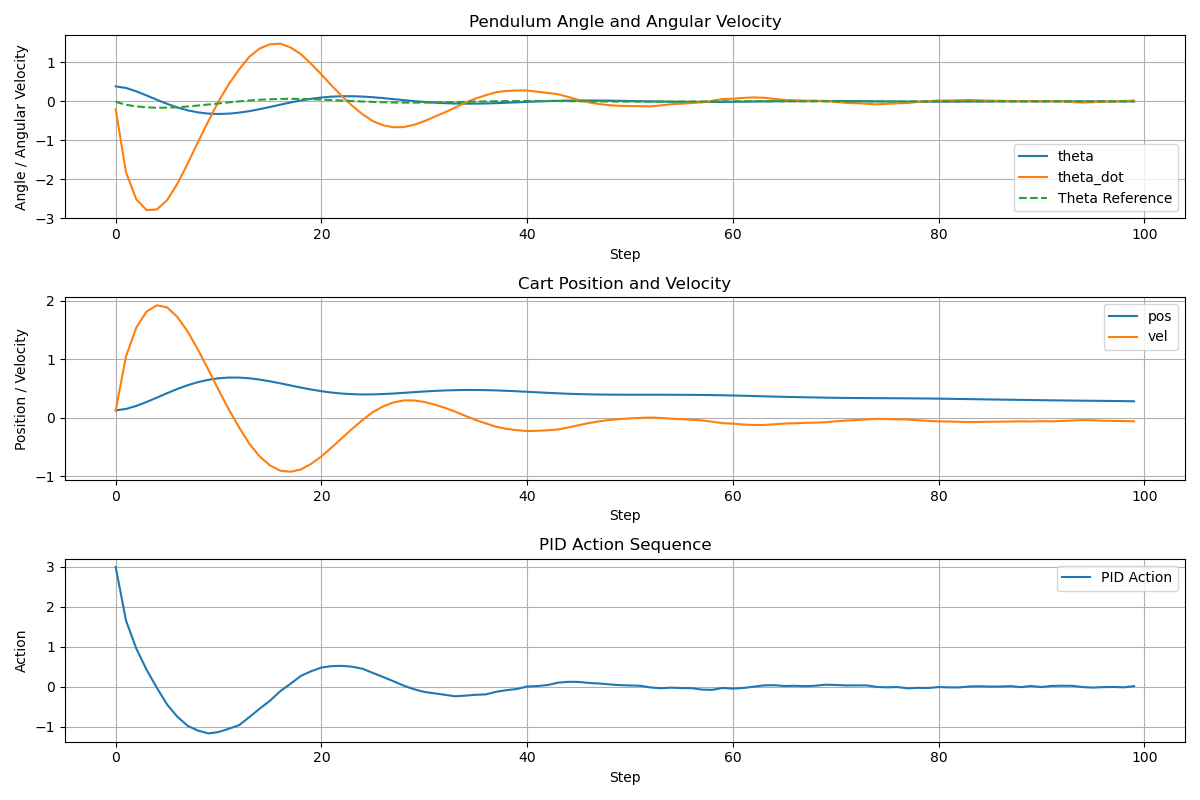 Pendulum Angle and Angular Velocity
Angle / Angular Velocity
1
0
−1
−2
−3
theta
theta_dot
Theta Reference
0 20 40 60 80 100
Step
Cart Position and Velocity
Position / Velocity
2
1
0
−1
pos
vel
0 20 40 60 80 100
Step
PID Action Sequence
Action
3
2
1
0
−1
PID Action
0 20 40 60 80 100
Step